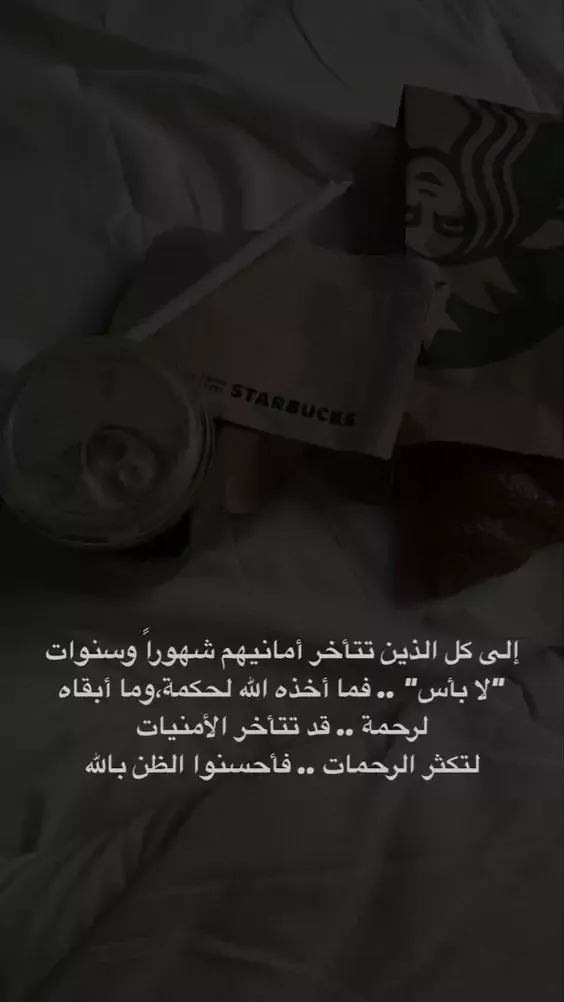 STARBUCKS
إلى كل الذين تتأخر أمانيهم شهوراً وسنوات
"لا بأس" .. فما أخذه الله لحكمة،وما أبقاه
لرحمة .. قد تتأخر الأمنيات
لتكثر الرحمات .. فأحسنوا الظن بالله